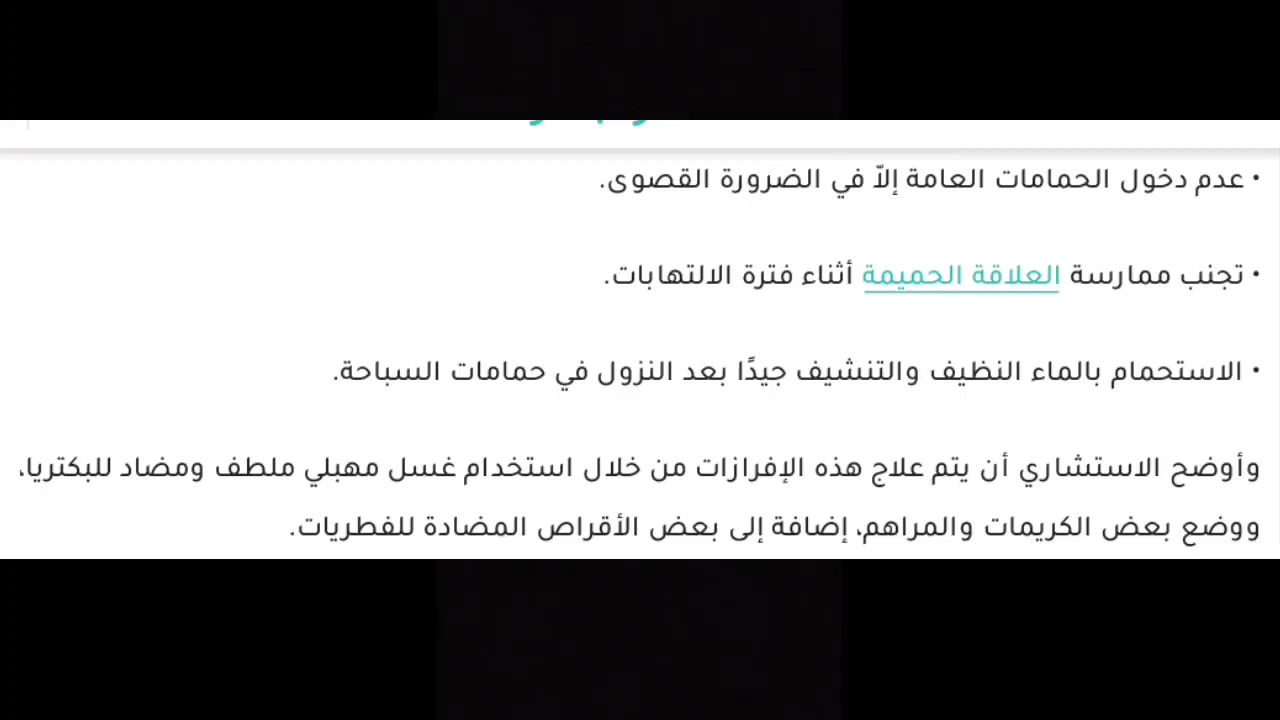 • عدم دخول الحمامات العامة إلاّ في الضرورة القصوى.
• تجنب ممارسة العلاقة الحميمة أثناء فترة الالتهابات.
• الاستحمام بالماء النظيف والتنشيف جيدًا بعد النزول في حمامات السباحة.
وأوضح الاستشاري أن يتم علاج هذه الإفرازات من خلال استخدام غسل مهبلي ملطف ومضاد للبكتريا،
ووضع بعض الكريمات والمراهم، إضافة إلى بعض الأقراص المضادة للفطريات.